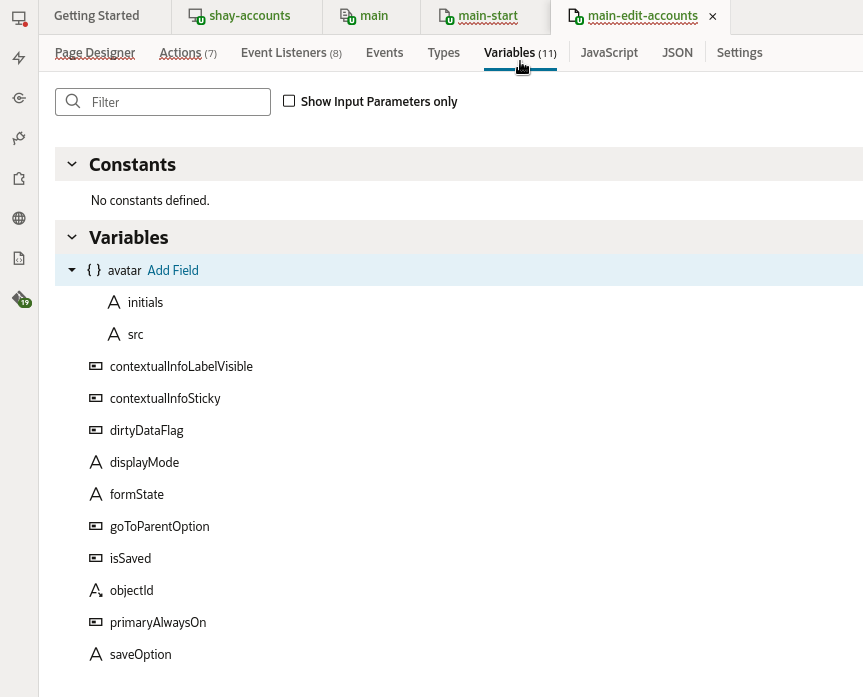 Getting Started shay-accounts main main-start main-edit-accounts
Page Designer Actions (7) Event Listeners (8) Events Types Variables (11) JavaScript JSON Settings
Filter Show Input Parameters only
Constants
No constants defined.
Variables
{ } avatar Add Field
initials
src
contextualInfoLabelVisible
contextualInfoSticky
dirtyDataFlag
displayMode
formState
goToParentOption
isSaved
objectId
primaryAlwaysOn
saveOption
19